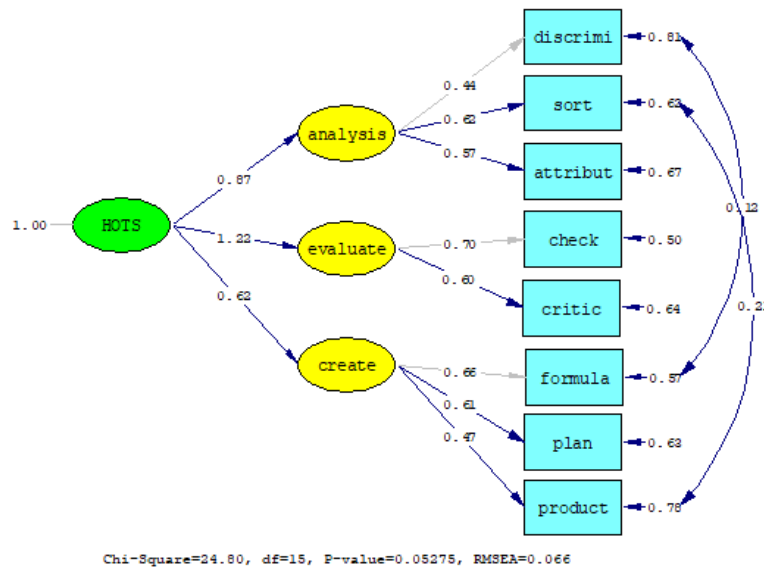 discrimi
0.81
0.44
sort
0.63
analysis
0.62
0.57
attribut
0.67
0.87
0.12
1.00
HOTS
1.22
evaluate
0.70
check
0.50
0.60
critic
0.64
0.62
create
0.66
formula
0.57
0.61
plan
0.63
0.47
product
0.78
Chi-Square=24.80, df=15, P-value=0.05275, RMSEA=0.066